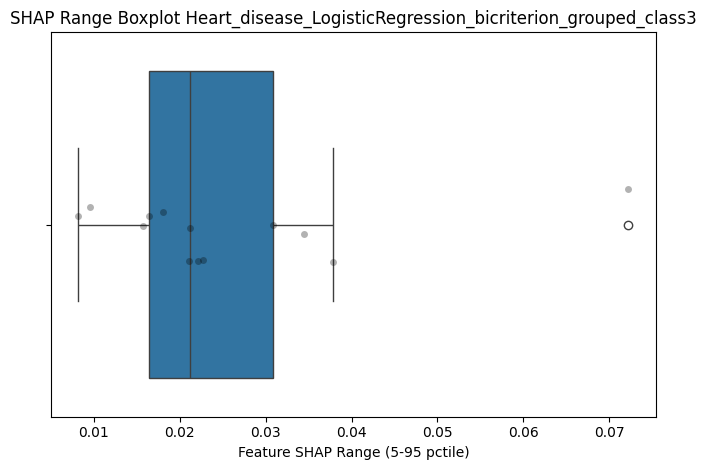 SHAP Range Boxplot Heart_disease_LogisticRegression_bicriterion_grouped_class3
0.01 0.02 0.03 0.04 0.05 0.06 0.07
Feature SHAP Range (5-95 pctile)